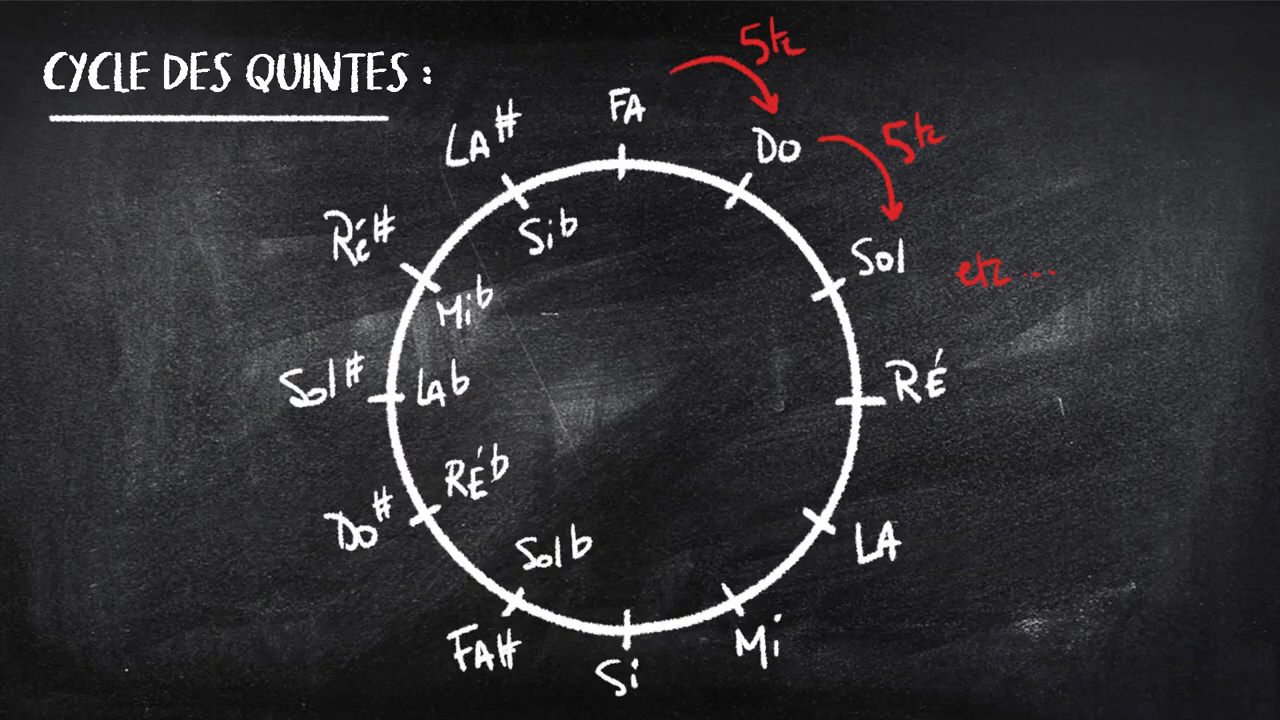 CYCLE DES QUINTES :
FA
5te
DO
5te
Sol
etc ...
RÉ
LA
Mi
Si
FA#
Solb
DO#
RÉb
Sol#
LAb
Ré#
Mib
LA#
Sib